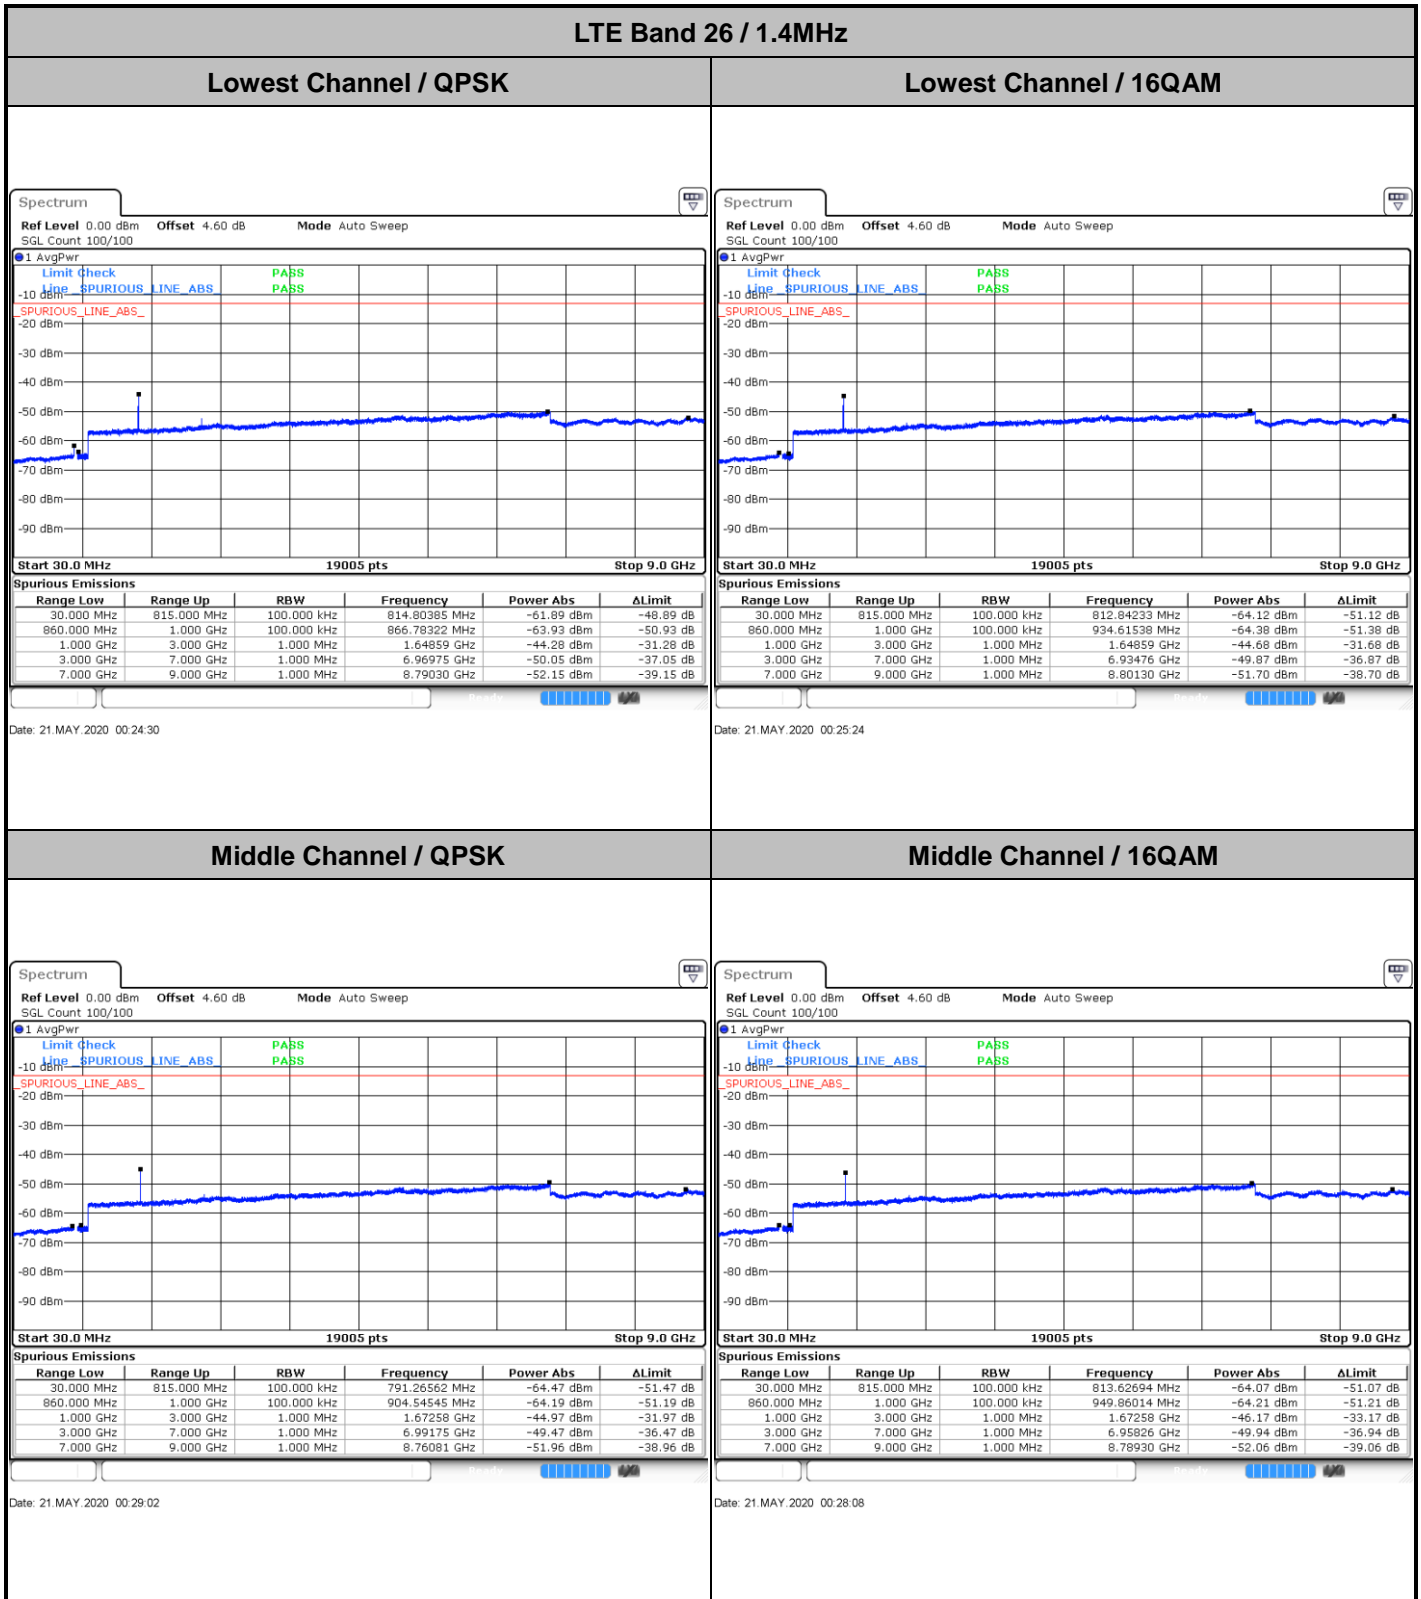 LTE Band 26 / 1.4MHz
Lowest Channel / QPSK
Lowest Channel / 16QAM
Spectrum
Ref Level 0.00 dBm Offset 4.60 dB Mode Auto Sweep
SGL Count 100/100
1 AvgPwr
Limit Check PASS
Line _SPURIOUS_LINE_ABS_ PASS
-10 dBm
_SPURIOUS_LINE_ABS_
-20 dBm
-30 dBm
-40 dBm
-50 dBm
-60 dBm
-70 dBm
-80 dBm
-90 dBm
Start 30.0 MHz 19005 pts Stop 9.0 GHz
Spurious Emissions
Range Low Range Up RBW Frequency Power Abs ΔLimit
30.000 MHz 815.000 MHz 100.000 kHz 814.80385 MHz -61.89 dBm -48.89 dB
860.000 MHz 1.000 GHz 100.000 kHz 866.78322 MHz -63.93 dBm -50.93 dB
1.000 GHz 3.000 GHz 1.000 MHz 1.64859 GHz -44.28 dBm -31.28 dB
3.000 GHz 7.000 GHz 1.000 MHz 6.96975 GHz -50.05 dBm -37.05 dB
7.000 GHz 9.000 GHz 1.000 MHz 8.79030 GHz -52.15 dBm -39.15 dB
Ready
Date: 21.MAY.2020 00:24:30
Spectrum
Ref Level 0.00 dBm Offset 4.60 dB Mode Auto Sweep
SGL Count 100/100
1 AvgPwr
Limit Check PASS
Line _SPURIOUS_LINE_ABS_ PASS
-10 dBm
_SPURIOUS_LINE_ABS_
-20 dBm
-30 dBm
-40 dBm
-50 dBm
-60 dBm
-70 dBm
-80 dBm
-90 dBm
Start 30.0 MHz 19005 pts Stop 9.0 GHz
Spurious Emissions
Range Low Range Up RBW Frequency Power Abs ΔLimit
30.000 MHz 815.000 MHz 100.000 kHz 812.84233 MHz -64.12 dBm -51.12 dB
860.000 MHz 1.000 GHz 100.000 kHz 934.61538 MHz -64.38 dBm -51.38 dB
1.000 GHz 3.000 GHz 1.000 MHz 1.64859 GHz -44.68 dBm -31.68 dB
3.000 GHz 7.000 GHz 1.000 MHz 6.93476 GHz -49.87 dBm -36.87 dB
7.000 GHz 9.000 GHz 1.000 MHz 8.80130 GHz -51.70 dBm -38.70 dB
Ready
Date: 21.MAY.2020 00:25:24
Middle Channel / QPSK
Middle Channel / 16QAM
Spectrum
Ref Level 0.00 dBm Offset 4.60 dB Mode Auto Sweep
SGL Count 100/100
1 AvgPwr
Limit Check PASS
Line _SPURIOUS_LINE_ABS_ PASS
-10 dBm
_SPURIOUS_LINE_ABS_
-20 dBm
-30 dBm
-40 dBm
-50 dBm
-60 dBm
-70 dBm
-80 dBm
-90 dBm
Start 30.0 MHz 19005 pts Stop 9.0 GHz
Spurious Emissions
Range Low Range Up RBW Frequency Power Abs ΔLimit
30.000 MHz 815.000 MHz 100.000 kHz 791.26562 MHz -64.47 dBm -51.47 dB
860.000 MHz 1.000 GHz 100.000 kHz 904.54545 MHz -64.19 dBm -51.19 dB
1.000 GHz 3.000 GHz 1.000 MHz 1.67258 GHz -44.97 dBm -31.97 dB
3.000 GHz 7.000 GHz 1.000 MHz 6.99175 GHz -49.47 dBm -36.47 dB
7.000 GHz 9.000 GHz 1.000 MHz 8.76081 GHz -51.96 dBm -38.96 dB
Ready
Date: 21.MAY.2020 00:29:02
Spectrum
Ref Level 0.00 dBm Offset 4.60 dB Mode Auto Sweep
SGL Count 100/100
1 AvgPwr
Limit Check PASS
Line _SPURIOUS_LINE_ABS_ PASS
-10 dBm
_SPURIOUS_LINE_ABS_
-20 dBm
-30 dBm
-40 dBm
-50 dBm
-60 dBm
-70 dBm
-80 dBm
-90 dBm
Start 30.0 MHz 19005 pts Stop 9.0 GHz
Spurious Emissions
Range Low Range Up RBW Frequency Power Abs ΔLimit
30.000 MHz 815.000 MHz 100.000 kHz 813.62694 MHz -64.07 dBm -51.07 dB
860.000 MHz 1.000 GHz 100.000 kHz 949.86014 MHz -64.21 dBm -51.21 dB
1.000 GHz 3.000 GHz 1.000 MHz 1.67258 GHz -46.17 dBm -33.17 dB
3.000 GHz 7.000 GHz 1.000 MHz 6.95826 GHz -49.94 dBm -36.94 dB
7.000 GHz 9.000 GHz 1.000 MHz 8.78930 GHz -52.06 dBm -39.06 dB
Ready
Date: 21.MAY.2020 00:28:08